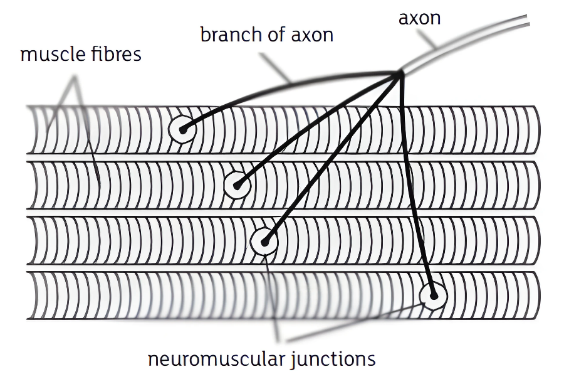 axon
branch of axon
muscle fibres
neuromuscular junctions